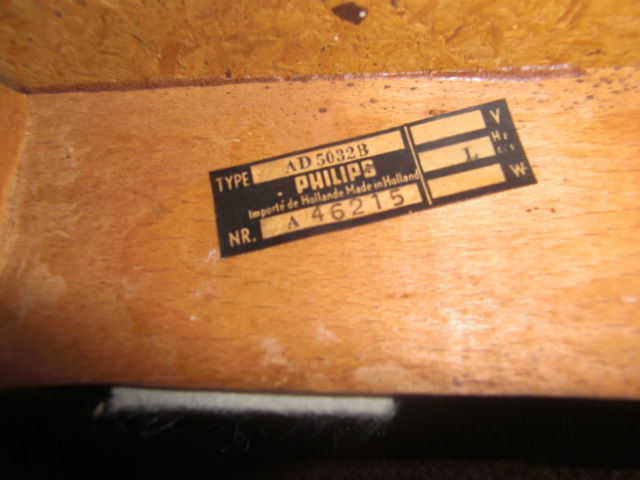 TYPE AD 5032B
PHILIPS
Importé de Hollande Made in Holland
NR. A 46215
V
L Hz c/s
W